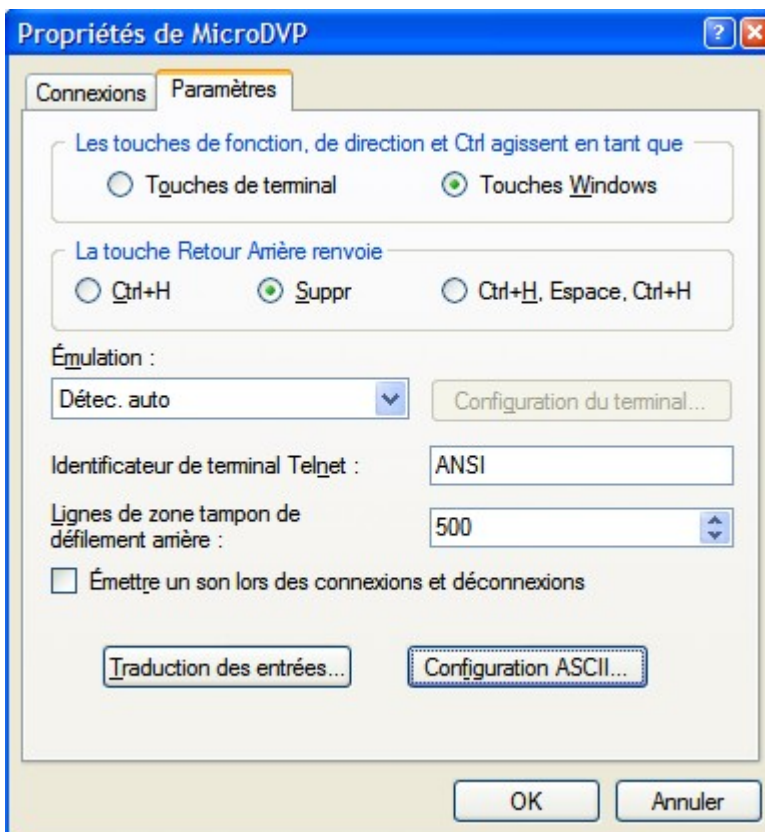 Propriétés de MicroDVP
Connexions
Paramètres
Les touches de fonction, de direction et Ctrl agissent en tant que
Touches de terminal
Touches Windows
La touche Retour Arrière renvoie
Ctrl+H
Suppr
Ctrl+H, Espace, Ctrl+H
Émulation :
Détec. auto
Configuration du terminal...
Identificateur de terminal Telnet :
ANSI
Lignes de zone tampon de
défilement arrière :
500
Émettre un son lors des connexions et déconnexions
Traduction des entrées...
Configuration ASCII...
OK
Annuler